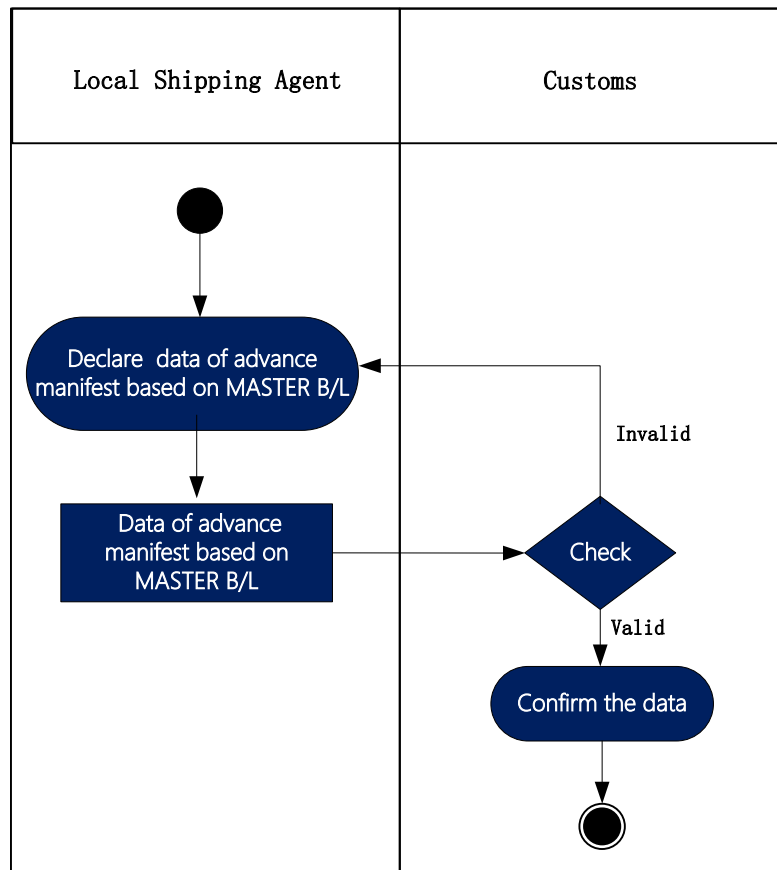 Local Shipping Agent
Customs
Declare data of advance
manifest based on MASTER B/L
Invalid
Data of advance
manifest based on
MASTER B/L
Check
Valid
Confirm the data